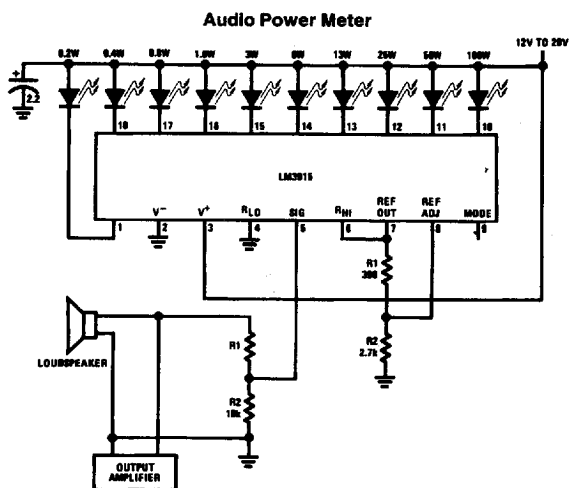 Audio Power Meter
12V TO 20V
0.2W 0.4W 0.8W 1.6W 3W 6W 13W 25W 50W 100W
+
2.2
18 17 16 15 14 13 12 11 10
LM3915
V⁻ V⁺ RLO SIG RHI REF OUT REF ADJ MODE
1 2 3 4 5 6 7 8 9
R1
390
R2
2.7k
R1
R2
10k
LOUDSPEAKER
OUTPUT
AMPLIFIER